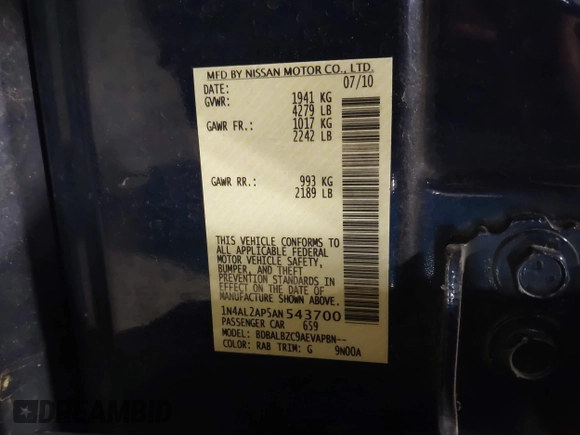 MFD BY NISSAN MOTOR CO., LTD.
DATE: 07/10
GVWR: 1941 KG
4279 LB
GAWR FR.: 1017 KG
2242 LB
GAWR RR.: 993 KG
2189 LB
THIS VEHICLE CONFORMS TO
ALL APPLICABLE FEDERAL
MOTOR VEHICLE SAFETY,
BUMPER, AND THEFT
PREVENTION STANDARDS IN
EFFECT ON THE DATE OF
MANUFACTURE SHOWN ABOVE.
1N4AL2AP5AN543700
PASSENGER CAR 6S9
MODEL: BDBALBZC9AEVAPBN--
COLOR: RAB TRIM: G 9N00A
DREAMBID